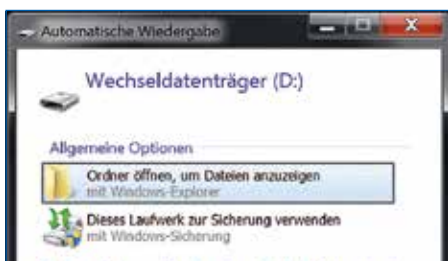 Automatische Wiedergabe
Wechseldatenträger (D:)
Allgemeine Optionen
Ordner öffnen, um Dateien anzuzeigen
mit Windows-Explorer
Dieses Laufwerk zur Sicherung verwenden
mit Windows-Sicherung